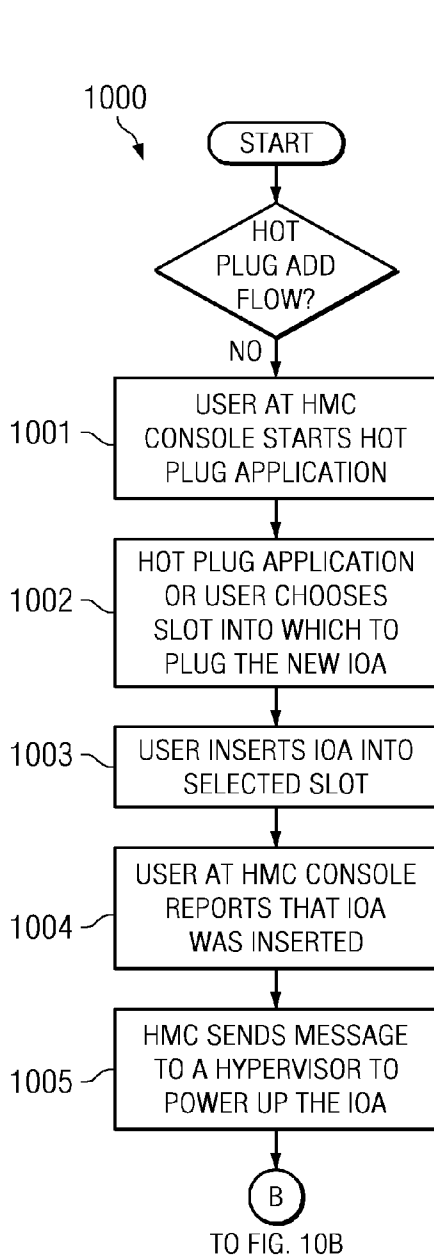 1000
START
HOT
PLUG ADD
FLOW?
NO
1001
USER AT HMC
CONSOLE STARTS HOT
PLUG APPLICATION
1002
HOT PLUG APPLICATION
OR USER CHOOSES
SLOT INTO WHICH TO
PLUG THE NEW IOA
1003
USER INSERTS IOA INTO
SELECTED SLOT
1004
USER AT HMC CONSOLE
REPORTS THAT IOA
WAS INSERTED
1005
HMC SENDS MESSAGE
TO A HYPERVISOR TO
POWER UP THE IOA
B
TO FIG. 10B